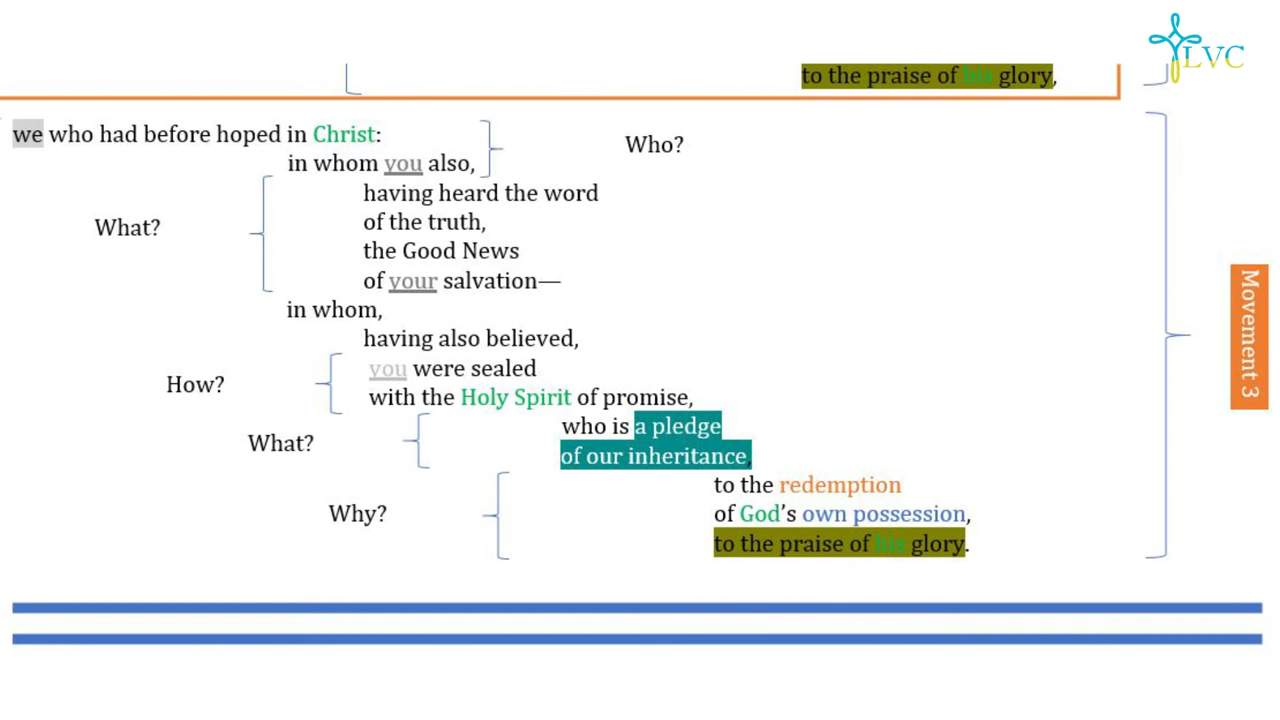 LVC
to the praise of his glory,
we who had before hoped in Christ:
Who?
in whom you also,
having heard the word
What?
of the truth,
the Good News
of your salvation—
in whom,
having also believed,
you were sealed
How?
with the Holy Spirit of promise,
who is a pledge
What?
of our inheritance,
to the redemption
Why?
of God's own possession,
to the praise of his glory.
Movement 3